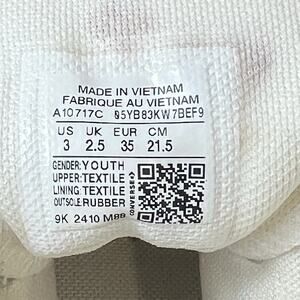 MADE IN VIETNAM
FABRIQUE AU VIETNAM
A10717C 05YB83KW7BEF9
US UK EUR CM
3 2.5 35 21.5
GENDER: YOUTH
UPPER: TEXTILE
LINING: TEXTILE
OUTSOLE: RUBBER
9K 2410 M88
CONVERSE